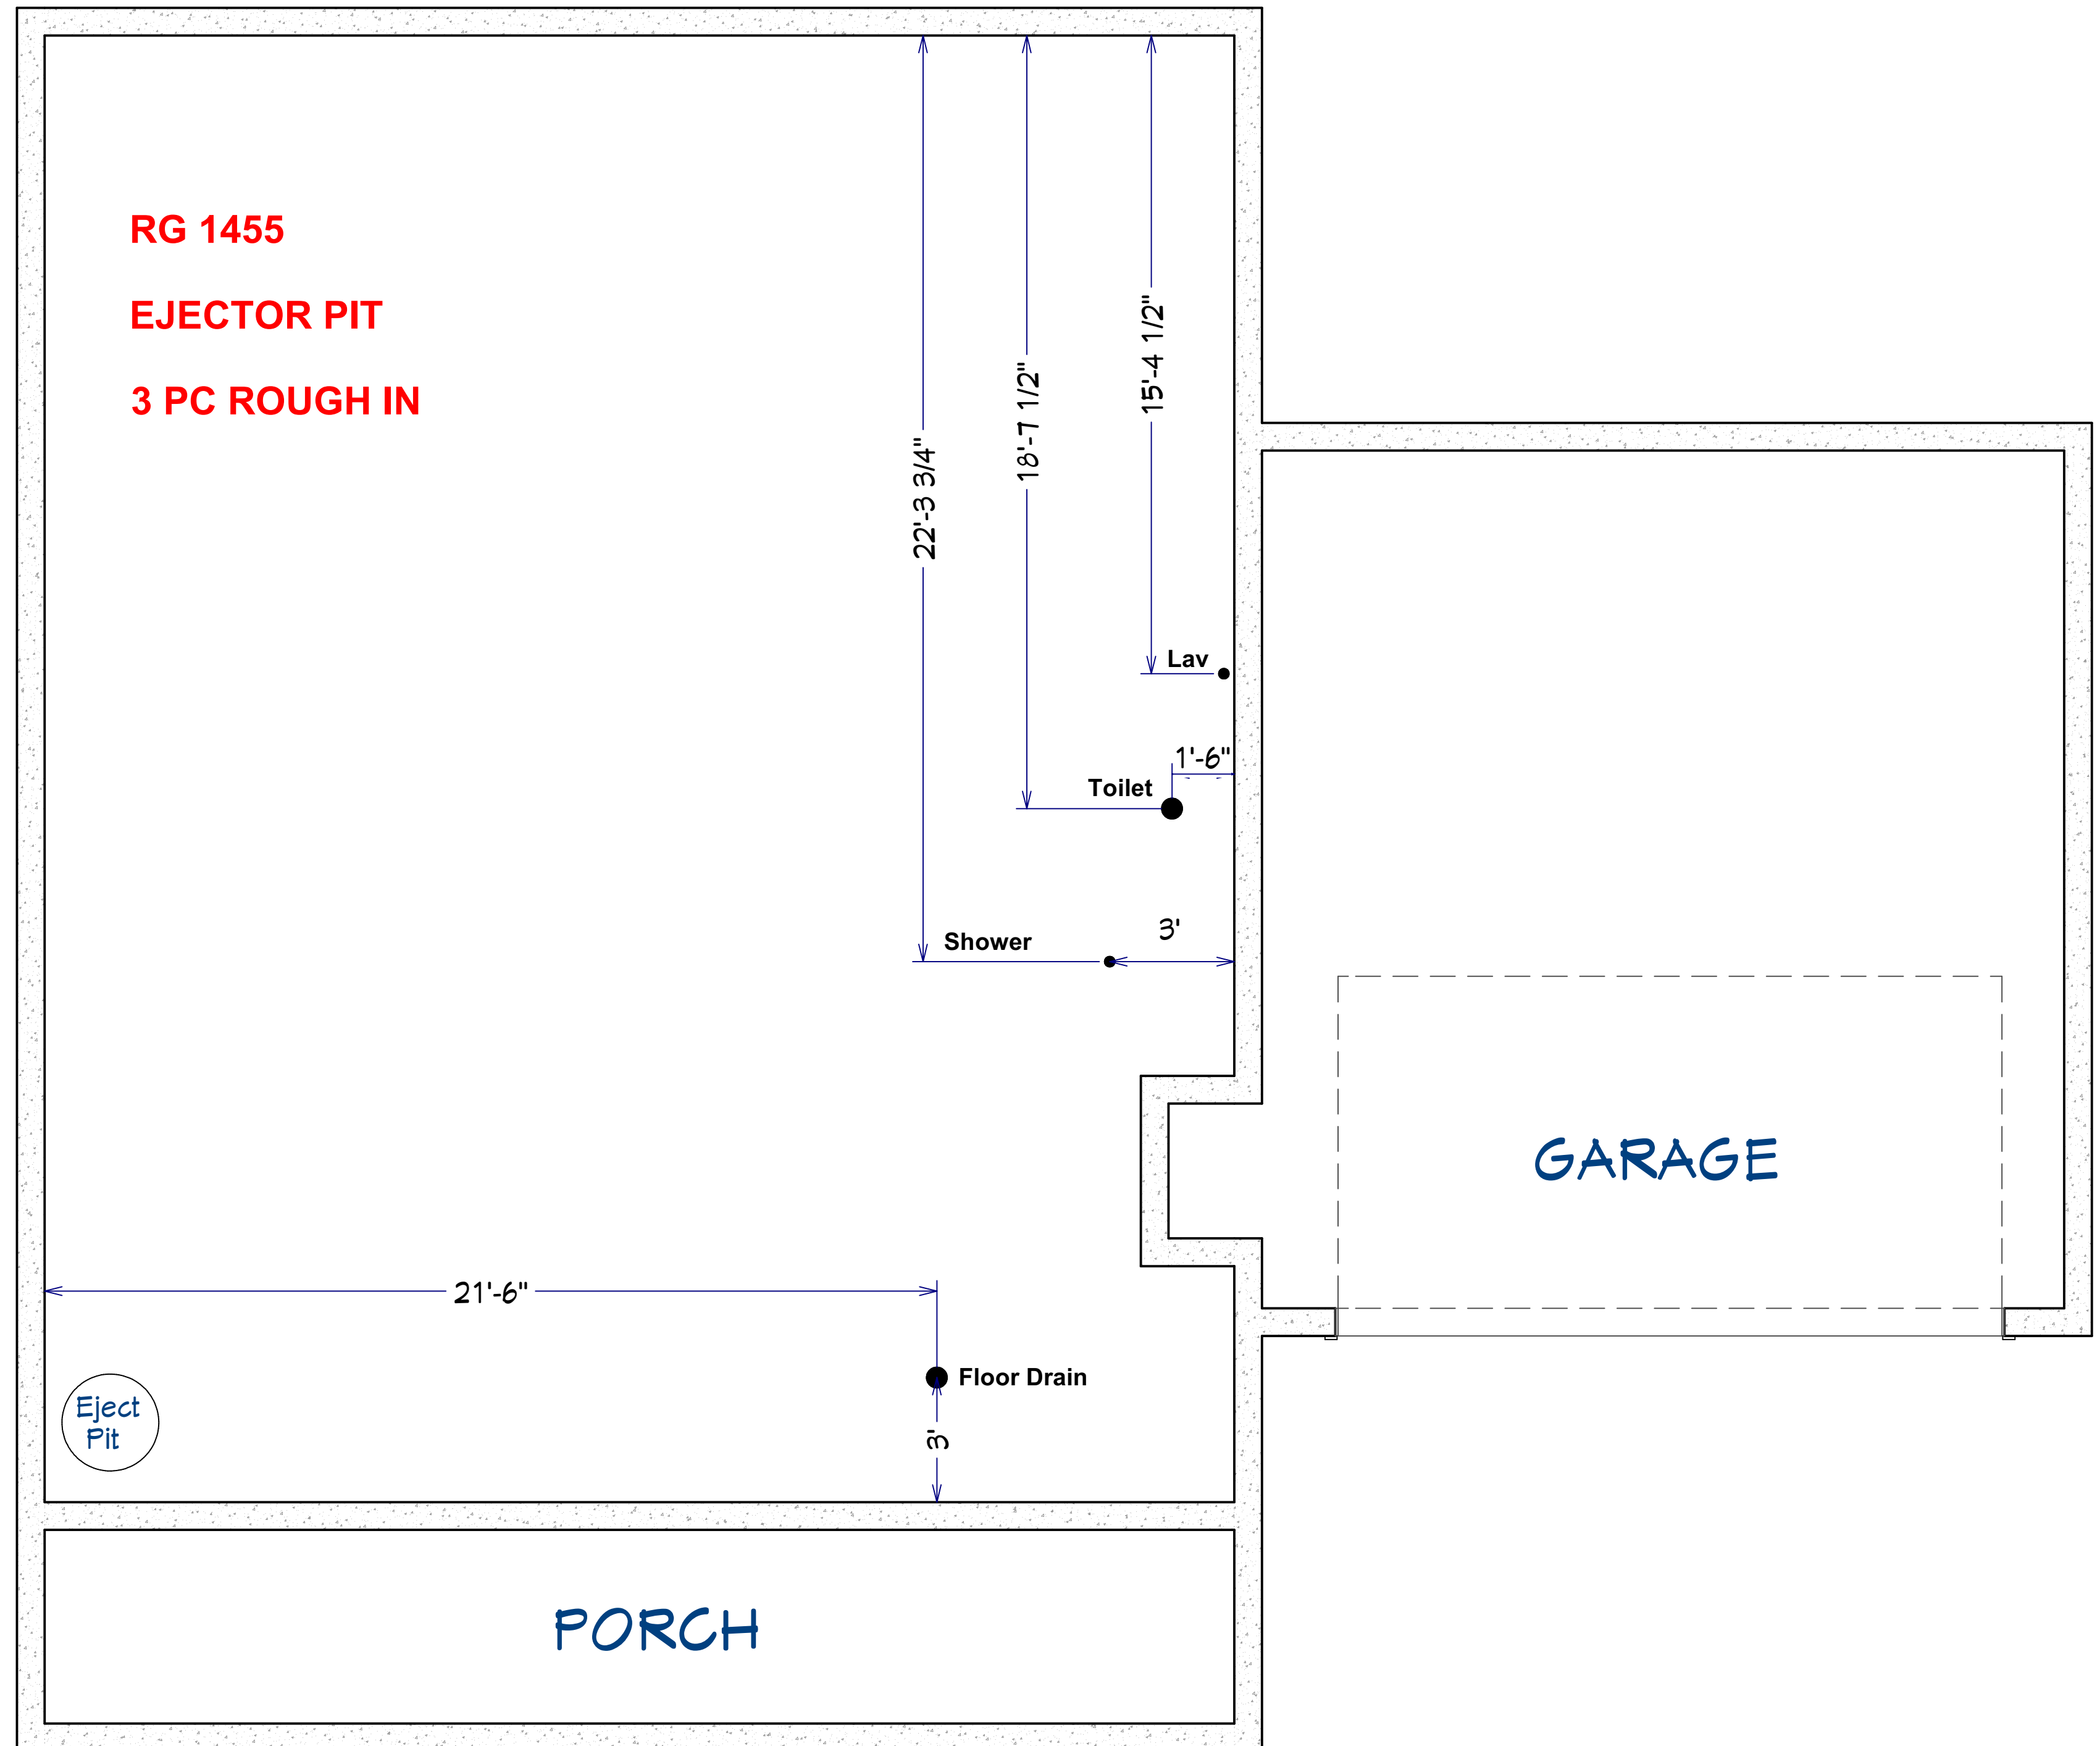 RG 1455
EJECTOR PIT
3 PC ROUGH IN
22'-3 3/4"
18'-7 1/2"
15'-4 1/2"
Lav
1'-6"
Toilet
3'
Shower
GARAGE
21'-6"
Floor Drain
Eject
Pit
3'
PORCH